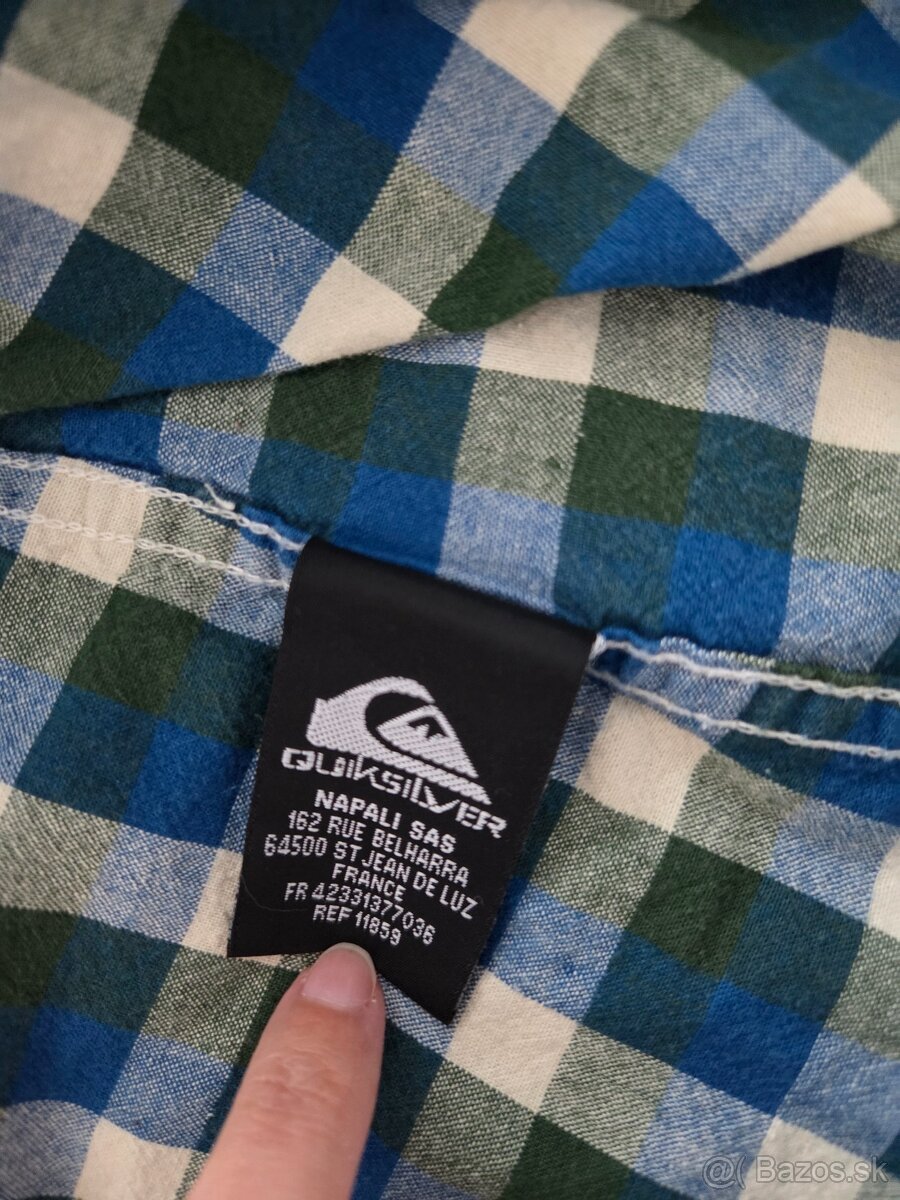 QUIKSILVER
NAPALI SAS
162 RUE BELHARRA
64500 ST JEAN DE LUZ
FRANCE
FR 42331377036
REF 11859
@( Bazos.sk